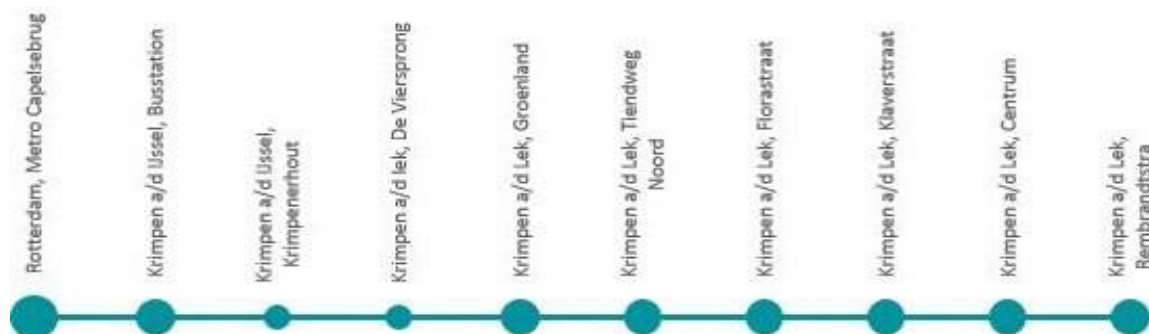 Rotterdam, Metro Capelsebrug
Krimpen a/d IJssel, Busstation
Krimpen a/d IJssel,
Krimpenerhout
Krimpen a/d lek, De Viersprong
Krimpen a/d Lek, Groenland
Krimpen a/d Lek, Tiendweg
Noord
Krimpen a/d Lek, Florastraat
Krimpen a/d Lek, Klaverstraat
Krimpen a/d Lek, Centrum
Krimpen a/d Lek,
Rembrandtstra